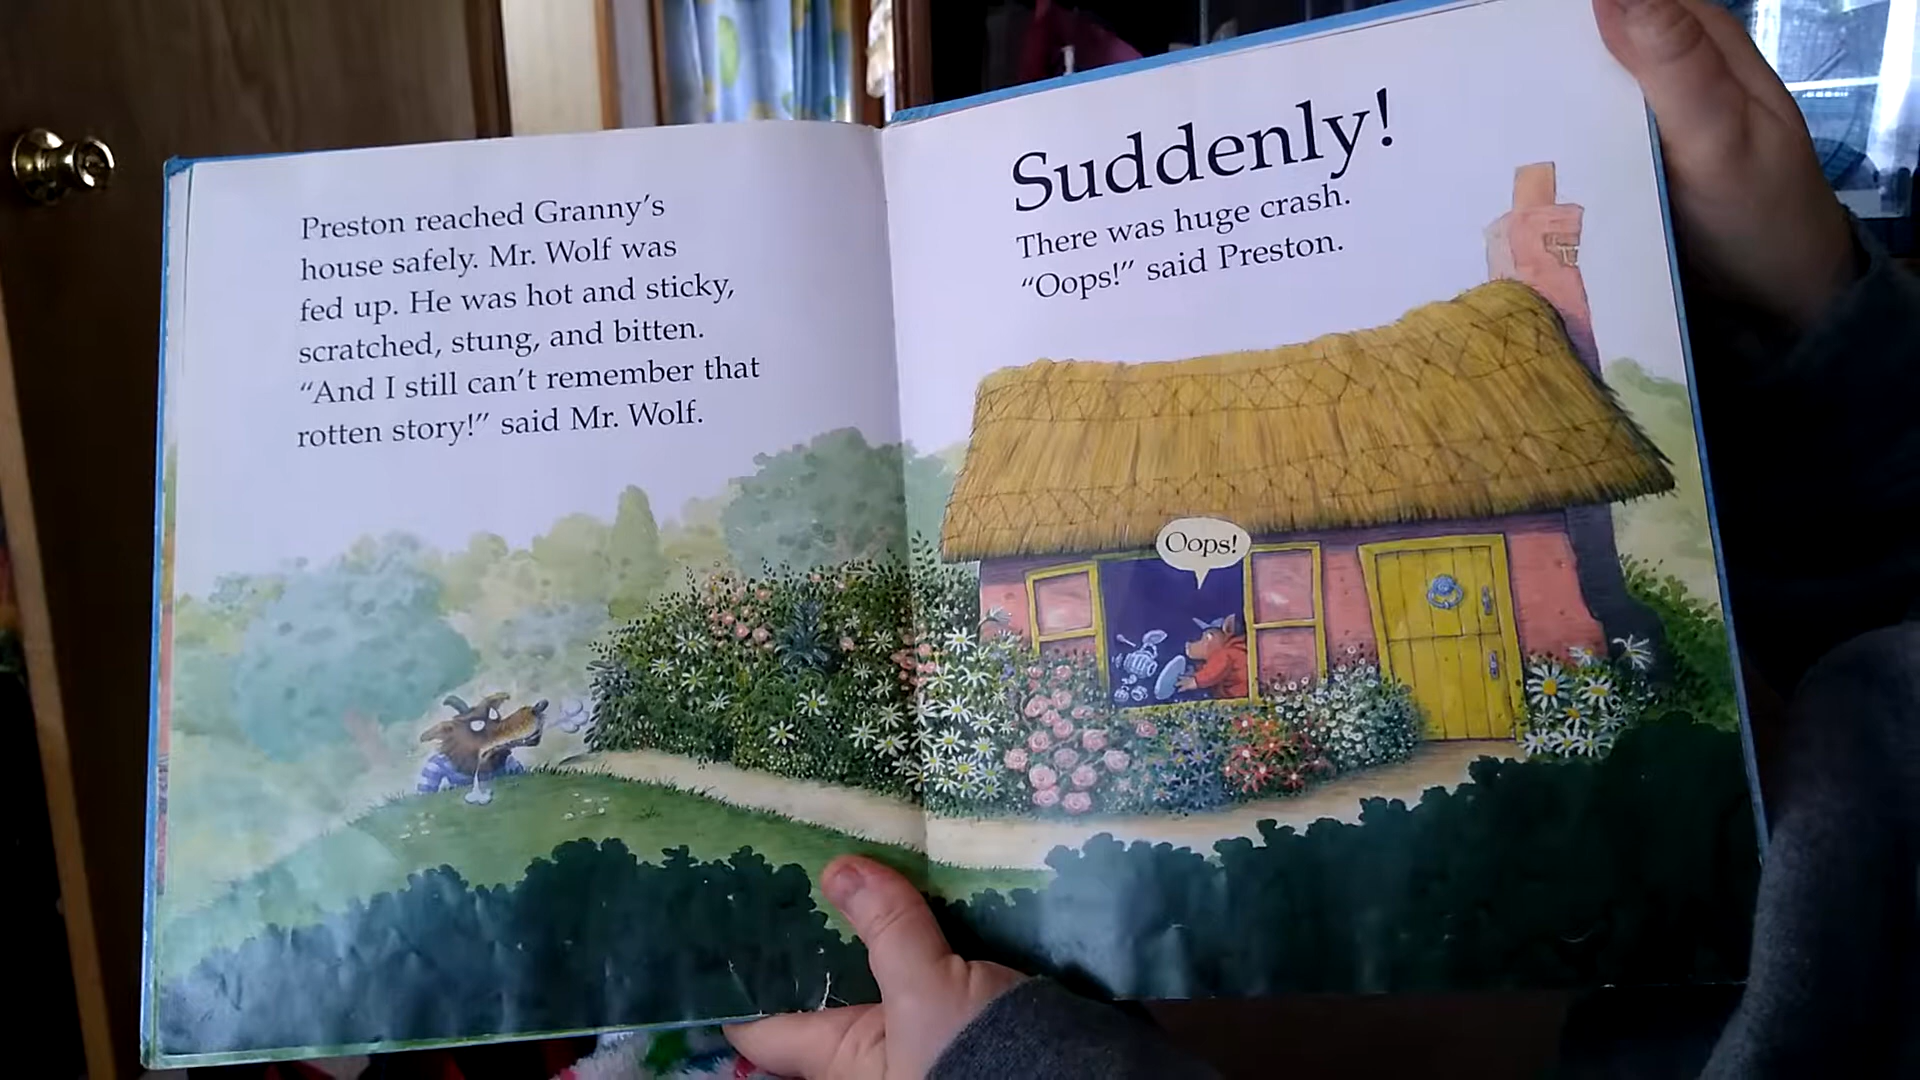 Preston reached Granny's
house safely. Mr. Wolf was
fed up. He was hot and sticky,
scratched, stung, and bitten.
"And I still can't remember that
rotten story!" said Mr. Wolf.
Suddenly!
There was huge crash.
"Oops!" said Preston.
Oops!